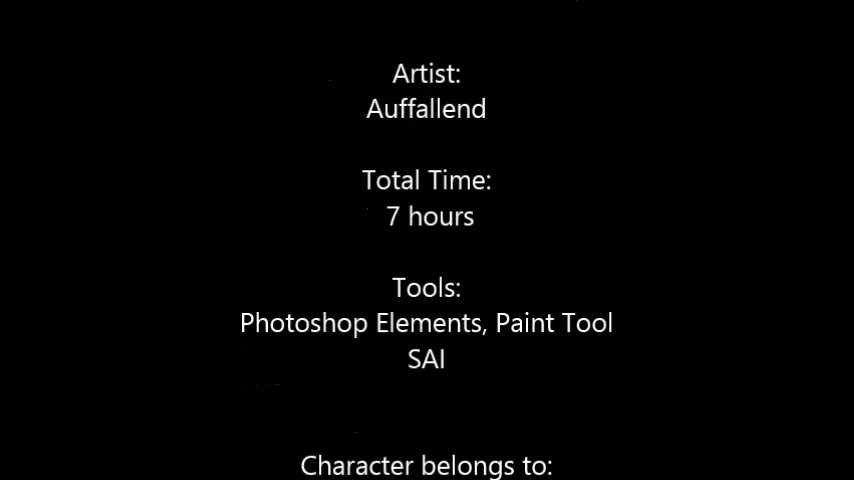 Artist:
Auffallend
Total Time:
7 hours
Tools:
Photoshop Elements, Paint Tool
SAI
Character belongs to: